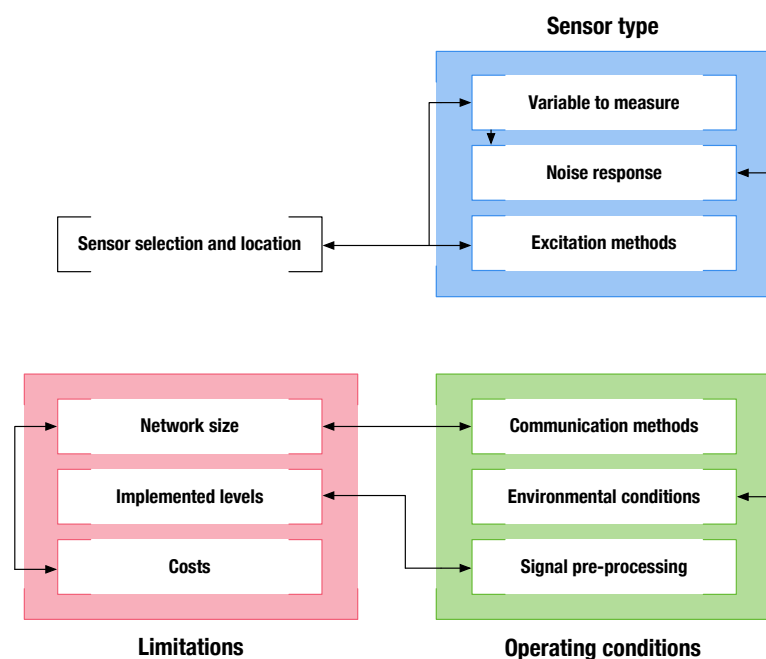 Sensor type
Variable to measure
Noise response
Sensor selection and location
Excitation methods
Network size
Communication methods
Implemented levels
Environmental conditions
Costs
Signal pre-processing
Limitations
Operating conditions